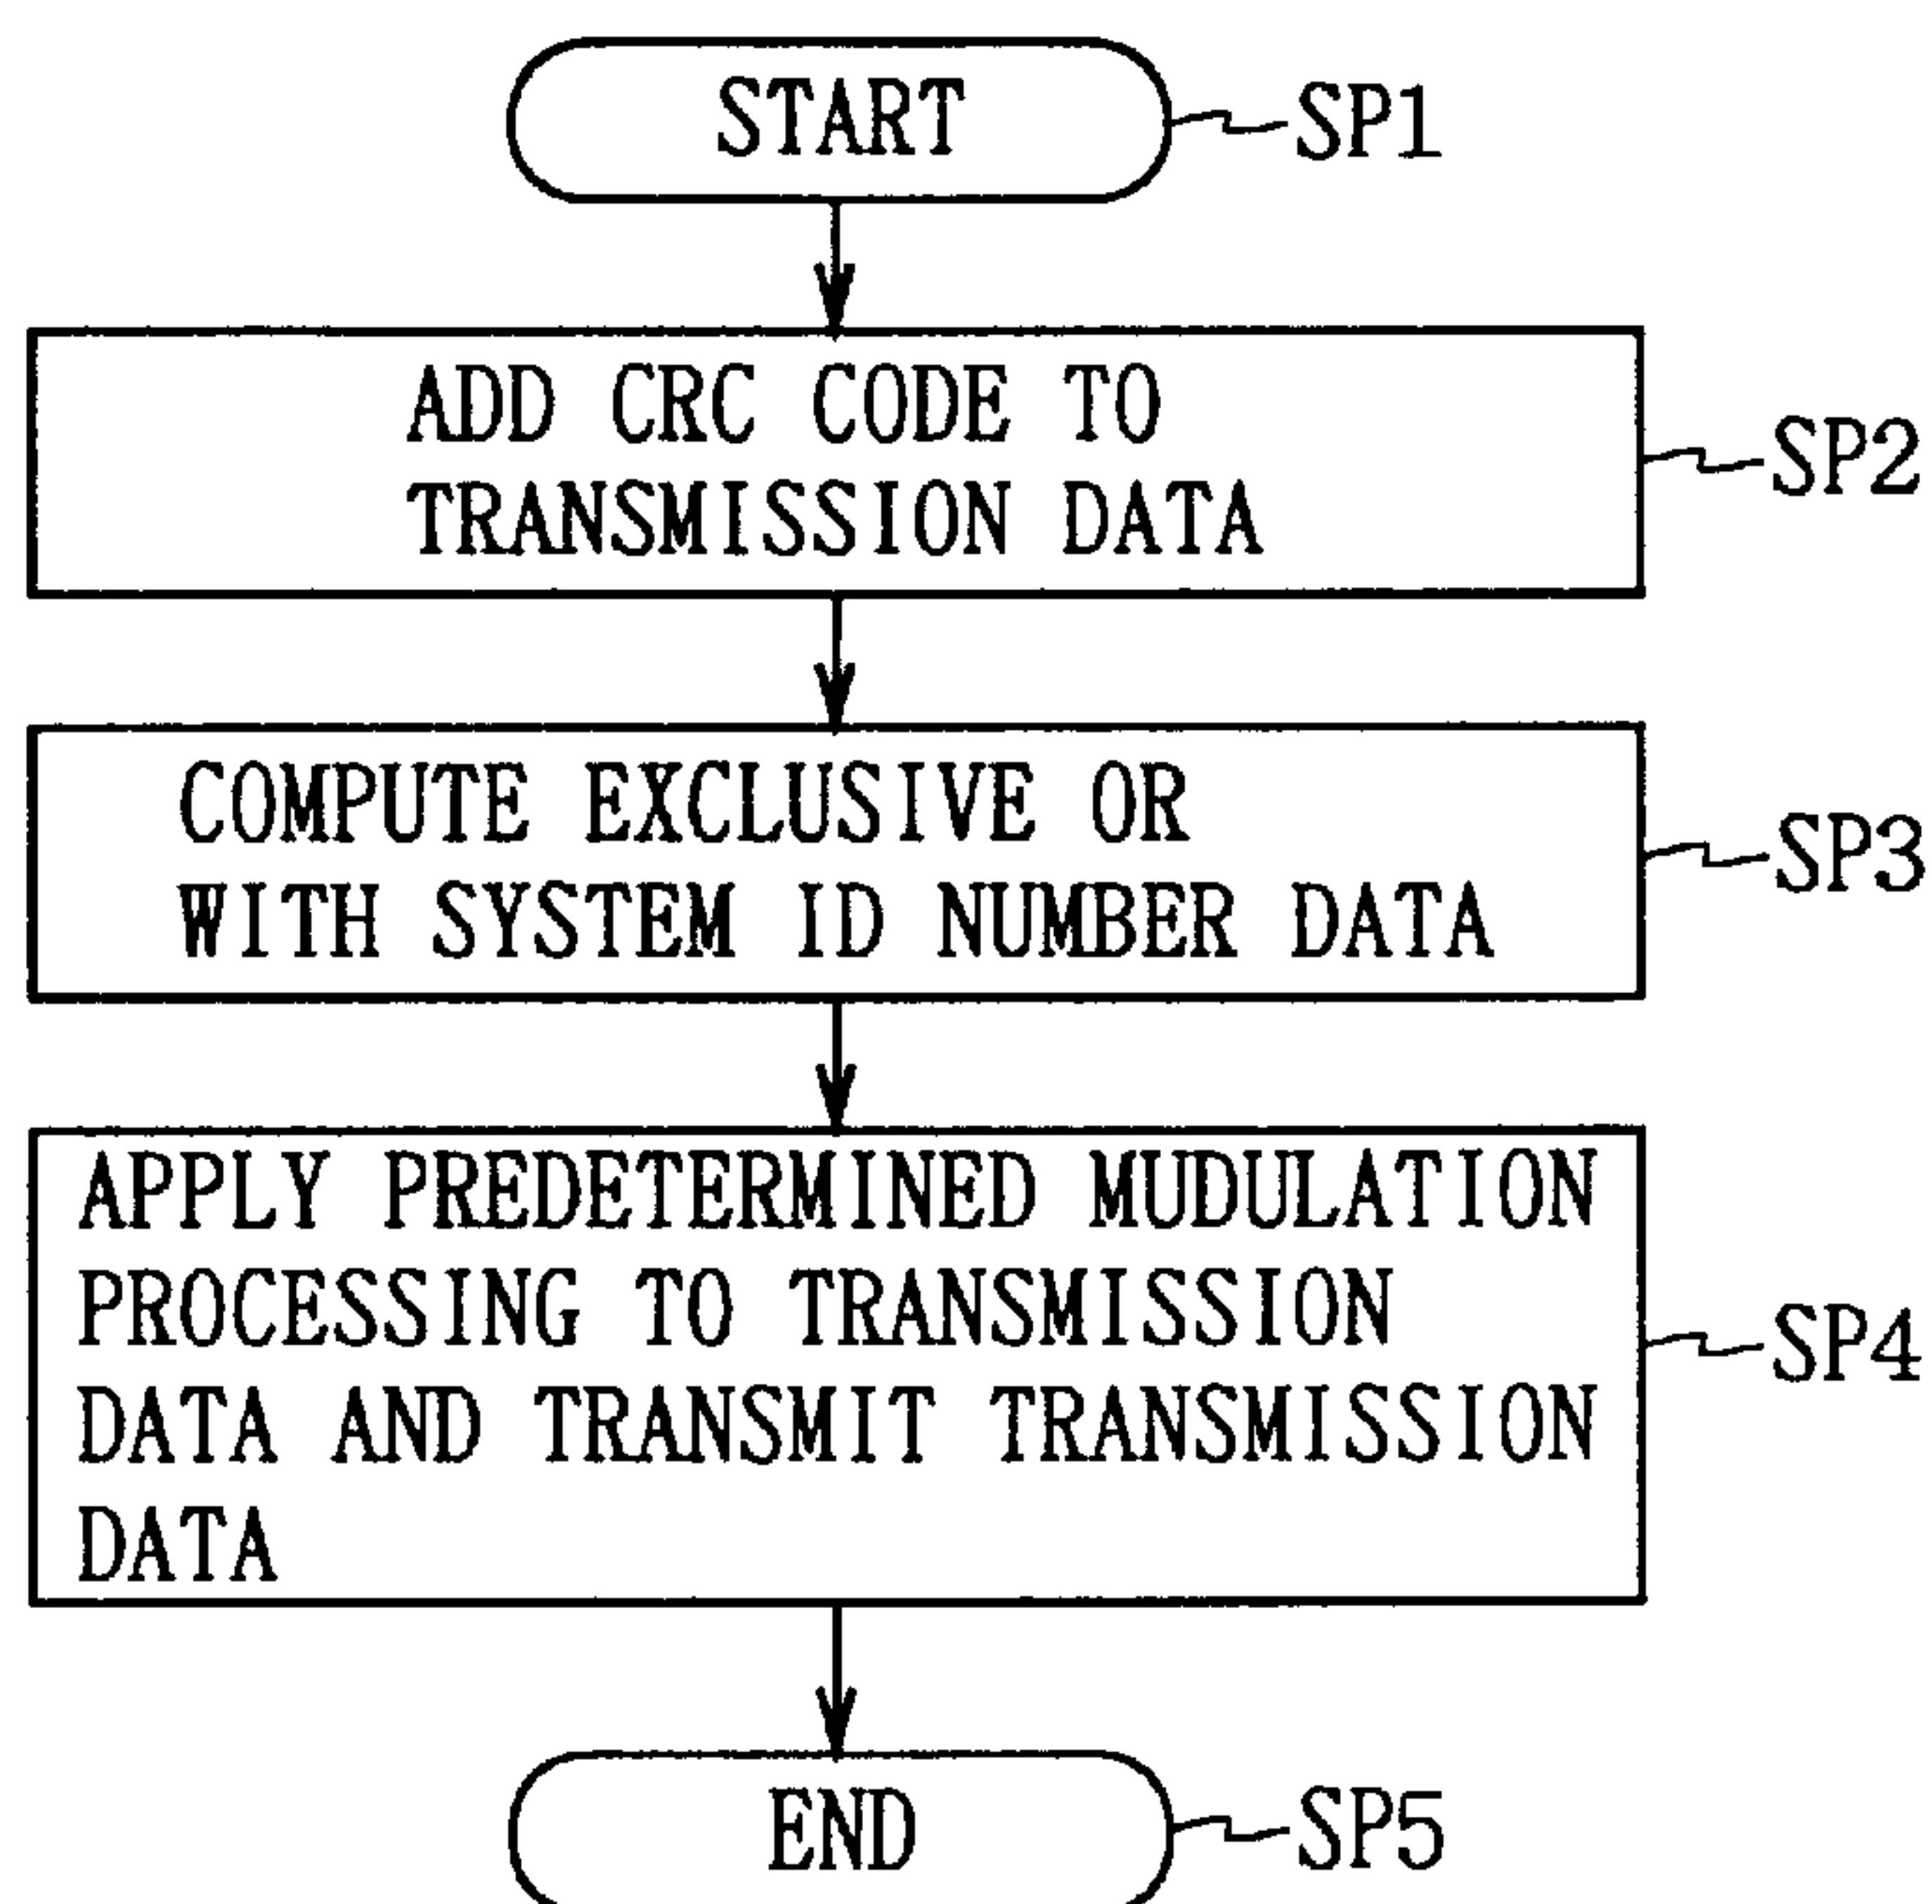 START
SP1
ADD CRC CODE TO
TRANSMISSION DATA
SP2
COMPUTE EXCLUSIVE OR
WITH SYSTEM ID NUMBER DATA
SP3
APPLY PREDETERMINED MUDULATION
PROCESSING TO TRANSMISSION
DATA AND TRANSMIT TRANSMISSION
DATA
SP4
END
SP5